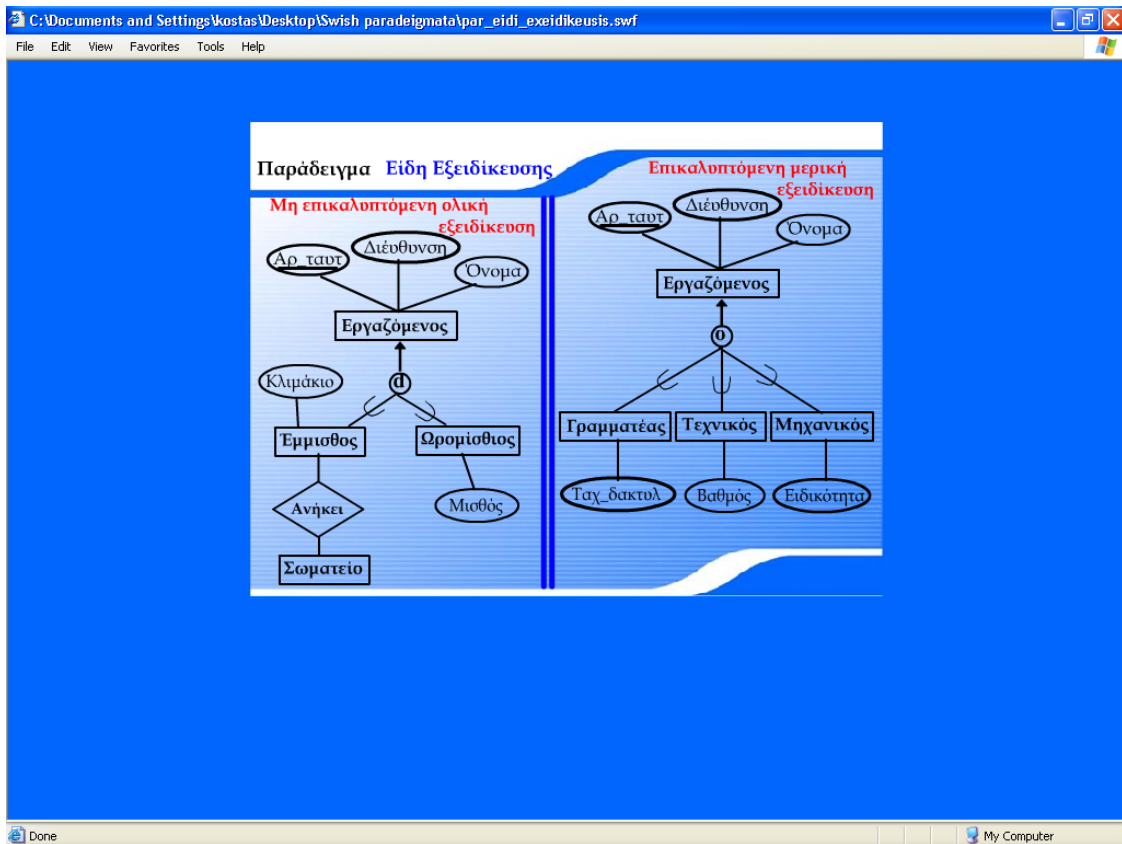 C:\Documents and Settings\kostas\Desktop\Swish paradeigmata\par_eidi_exeidikeusis.swf
File Edit View Favorites Tools Help
Παράδειγμα Είδη Εξειδίκευσης
Μη επικαλυπτόμενη ολική
εξειδίκευση
Αρ_ταυτ
Διέυθυνση
Όνομα
Εργαζόμενος
d
Κλιμάκιο
Έμμισθος
Ωρομίσθιος
Ανήκει
Μισθός
Σωματείο
Επικαλυπτόμενη μερική
εξειδίκευση
Αρ_ταυτ
Διέυθυνση
Όνομα
Εργαζόμενος
o
Γραμματέας Τεχνικός Μηχανικός
Ταχ_δακτυλ Βαθμός Ειδικότητα
Done My Computer